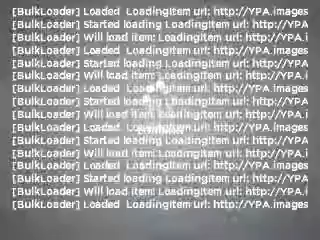 [BulkLoader] Loaded  LoadingItem url: http://YPA.images
[BulkLoader] Started loading LoadingItem url: http://YPA
[BulkLoader] Will load item: LoadingItem url: http://YPA.i
[BulkLoader] Loaded  LoadingItem url: http://YPA.images
[BulkLoader] Started loading LoadingItem url: http://YPA
[BulkLoader] Will load item: LoadingItem url: http://YPA.i
[BulkLoader] Loaded  LoadingItem url: http://YPA.images
[BulkLoader] Started loading LoadingItem url: http://YPA
[BulkLoader] Will load item: LoadingItem url: http://YPA.i
[BulkLoader] Loaded  LoadingItem url: http://YPA.images
[BulkLoader] Started loading LoadingItem url: http://YPA
[BulkLoader] Will load item: LoadingItem url: http://YPA.i
[BulkLoader] Loaded  LoadingItem url: http://YPA.images
[BulkLoader] Started loading LoadingItem url: http://YPA
[BulkLoader] Will load item: LoadingItem url: http://YPA.i
[BulkLoader] Loaded  LoadingItem url: http://YPA.images